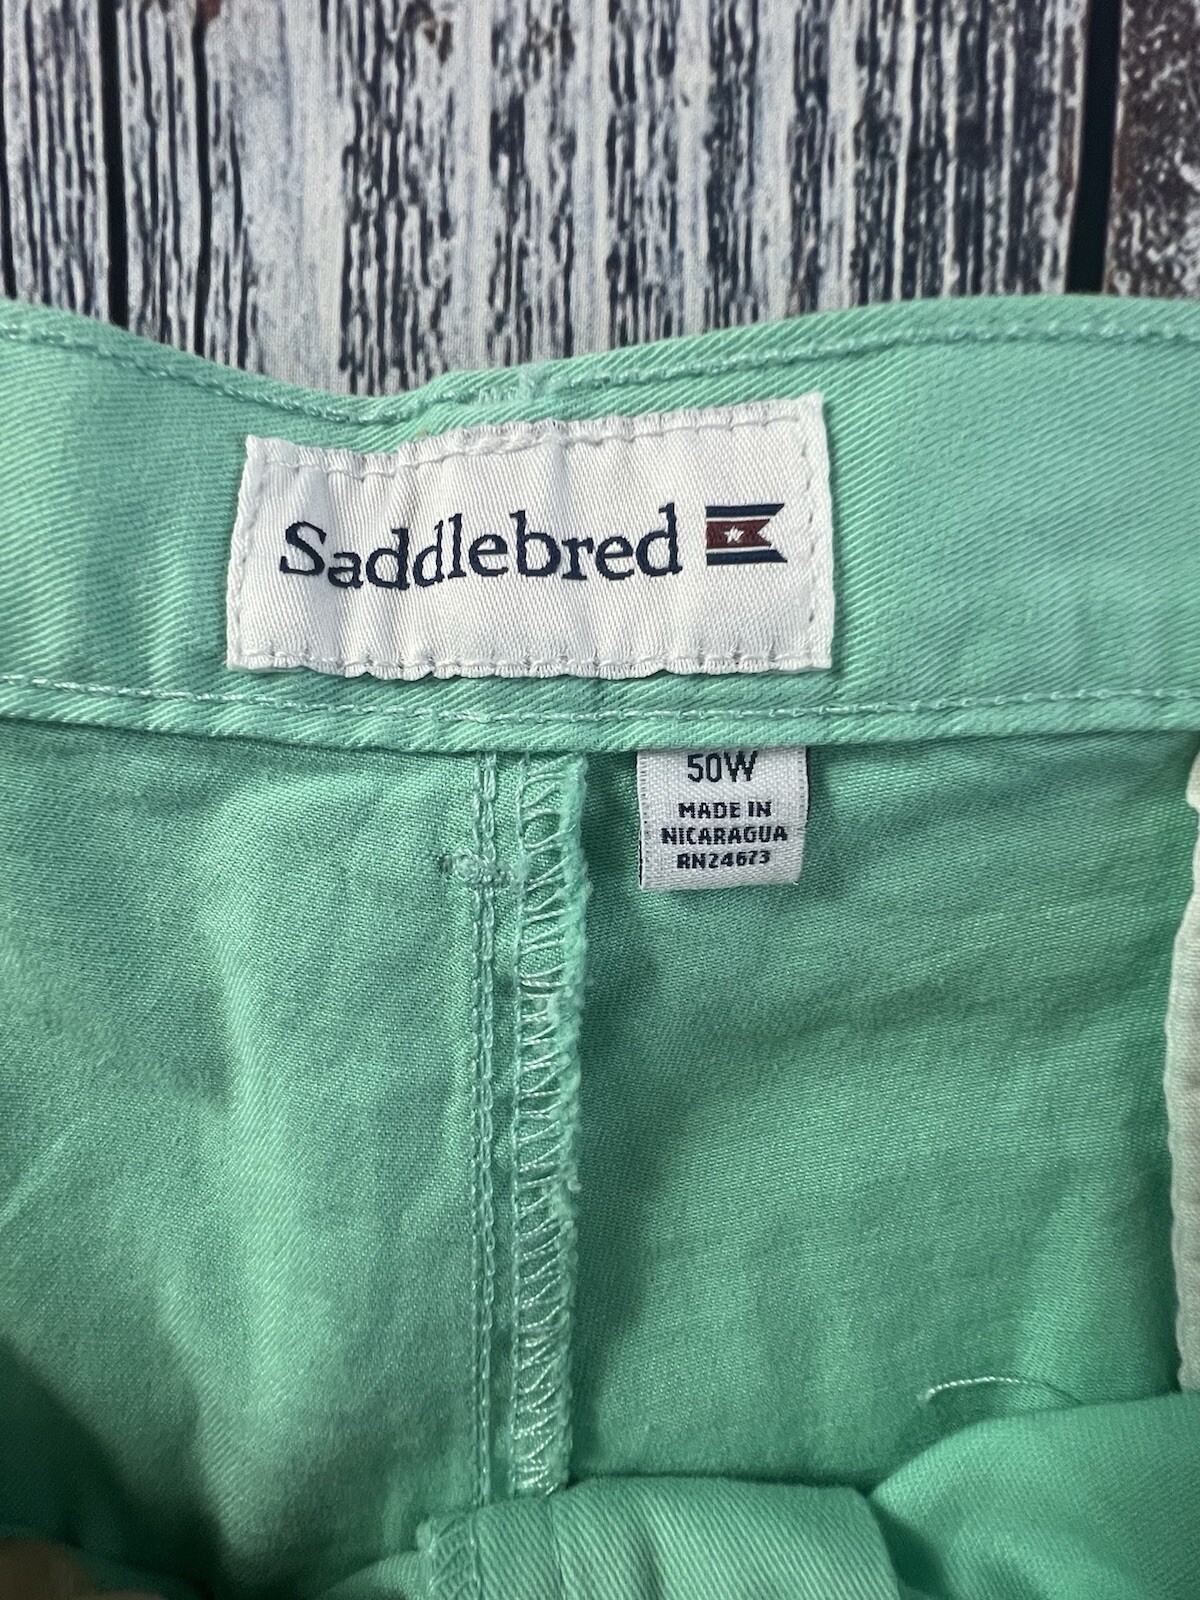 Saddlebred
50W
MADE IN
NICARAGUA
RN24673